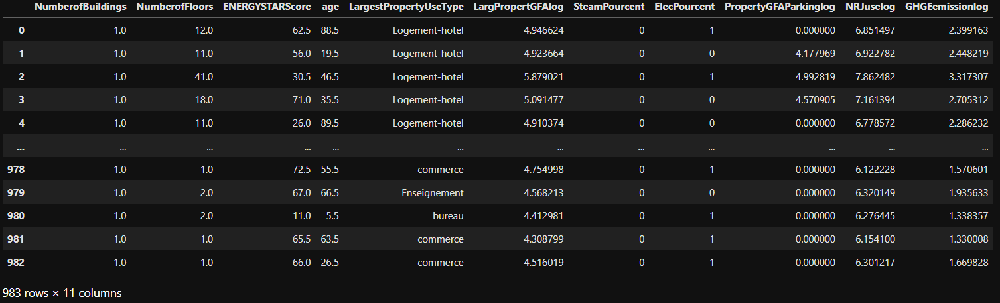 NumberofBuildings NumberofFloors ENERGYSTARScore age LargestPropertyUseType LargPropertGFAlog SteamPourcent ElecPourcent PropertyGFAParkinglog NRJuselog GHGEemissionlog
0 1.0 12.0 62.5 88.5 Logement-hotel 4.946624 0 1 0.000000 6.851497 2.399163
1 1.0 11.0 56.0 19.5 Logement-hotel 4.923664 0 0 4.177969 6.922782 2.448219
2 1.0 41.0 30.5 46.5 Logement-hotel 5.879021 0 1 4.992819 7.862482 3.317307
3 1.0 18.0 71.0 35.5 Logement-hotel 5.091477 0 0 4.570905 7.161394 2.705312
4 1.0 11.0 26.0 89.5 Logement-hotel 4.910374 0 0 0.000000 6.778572 2.286232
... ... ... ... ... ... ... ... ... ... ... ...
978 1.0 1.0 72.5 55.5 commerce 4.754998 0 1 0.000000 6.122228 1.570601
979 1.0 2.0 67.0 66.5 Enseignement 4.568213 0 0 0.000000 6.320149 1.935633
980 1.0 2.0 11.0 5.5 bureau 4.412981 0 1 0.000000 6.276445 1.338357
981 1.0 1.0 65.5 63.5 commerce 4.308799 0 1 0.000000 6.154100 1.330008
982 1.0 1.0 66.0 26.5 commerce 4.516019 0 1 0.000000 6.301217 1.669828
983 rows × 11 columns